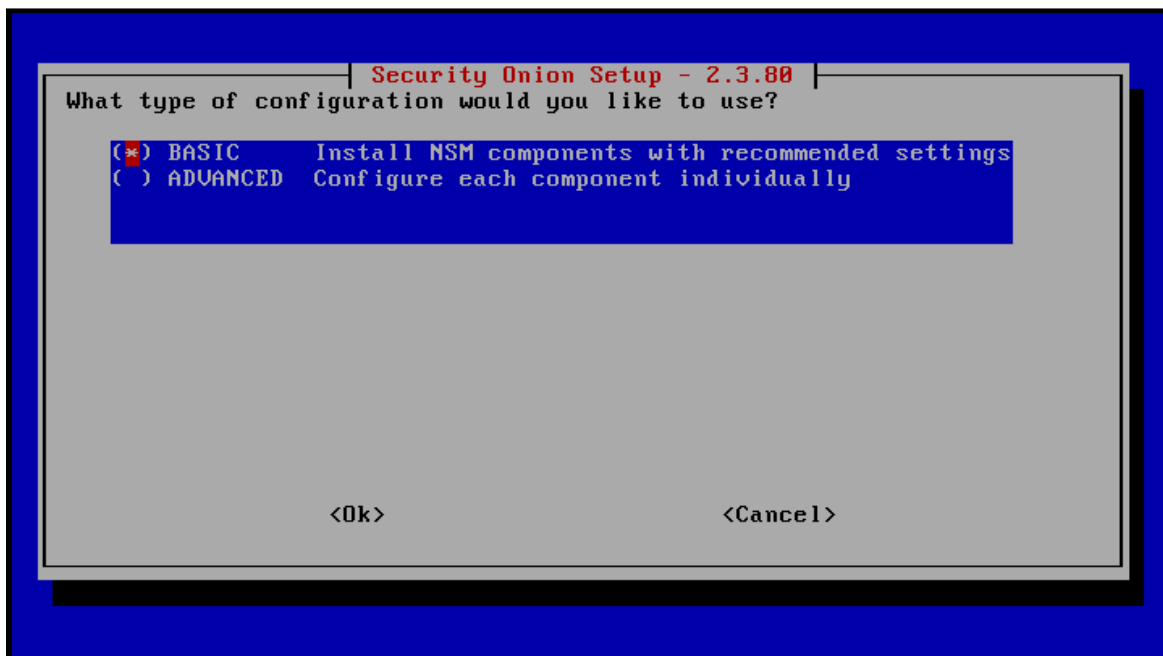 Security Onion Setup - 2.3.80
What type of configuration would you like to use?
(*) BASIC Install NSM components with recommended settings
( ) ADVANCED Configure each component individually
<Ok> <Cancel>